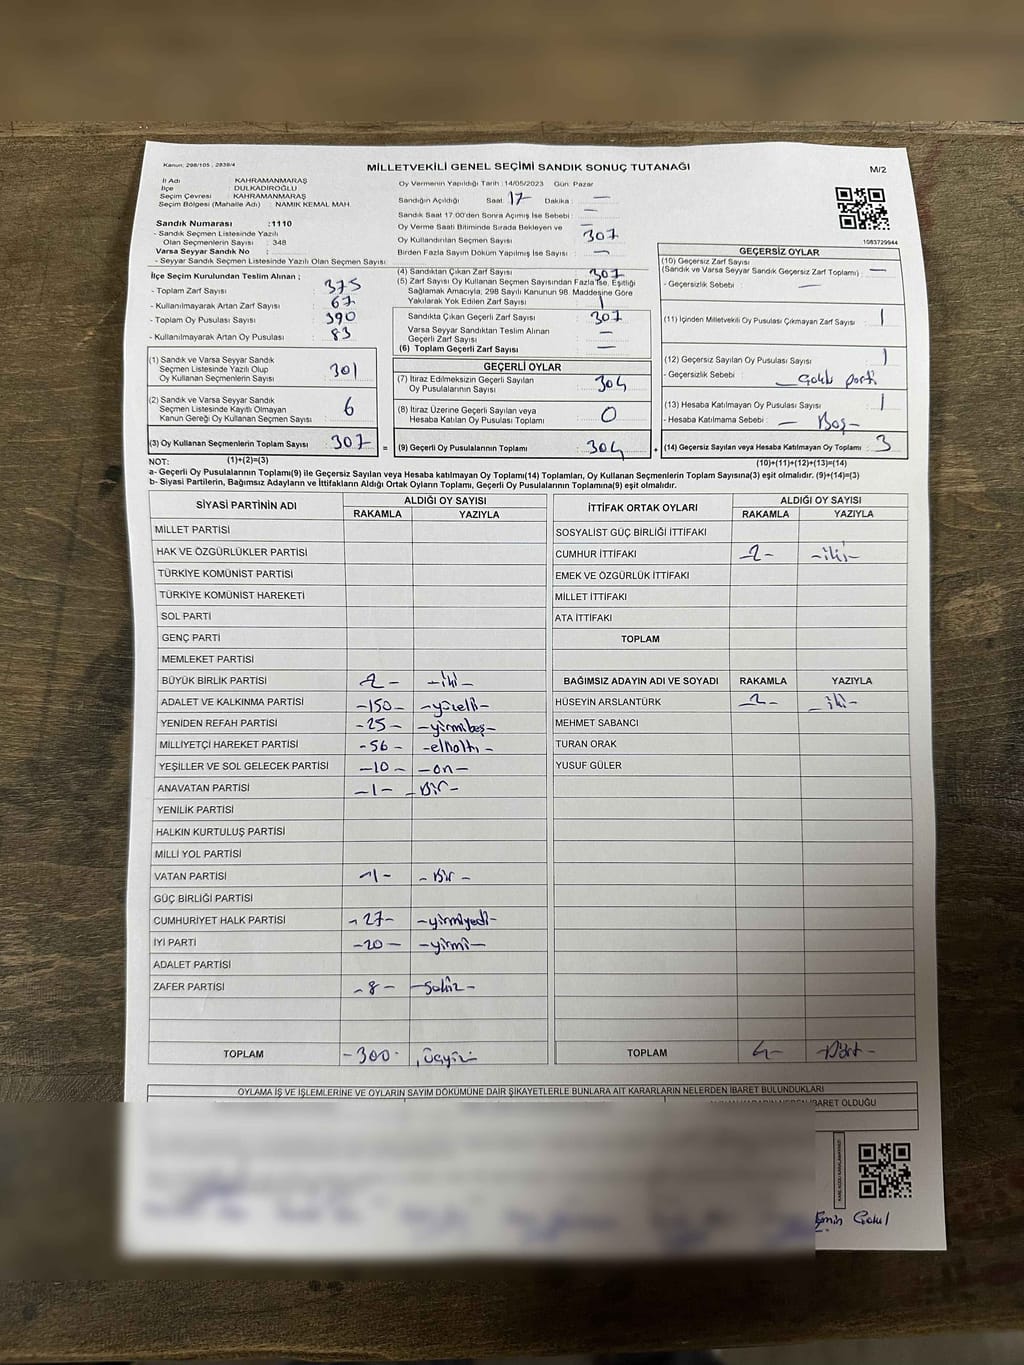 Kanun: 298/105 , 2839/4
MİLLETVEKİLİ GENEL SEÇİMİ SANDIK SONUÇ TUTANAĞI
M/2
İl Adı : KAHRAMANMARAŞ
İlçe : DULKADİROĞLU
Seçim Çevresi : KAHRAMANMARAŞ
Seçim Bölgesi (Mahalle Adı) : NAMIK KEMAL MAH.
Sandık Numarası :1110
- Sandık Seçmen Listesinde Yazılı
Olan Seçmenlerin Sayısı : 348
Varsa Seyyar Sandık No :
- Seyyar Sandık Seçmen Listesinde Yazılı Olan Seçmen Sayısı:
Oy Vermenin Yapıldığı Tarih : 14/05/2023 Gün: Pazar
Sandığın Açıldığı Saat: 17 Dakika : —
Sandık Saat 17.00'den Sonra Açımış İse Sebebi : —
Oy Verme Saati Bitiminde Sırada Bekleyen ve
Oy Kullandırılan Seçmen Sayısı : 307
Birden Fazla Sayım Döküm Yapılmış İse Sayısı : —
1083729944
İlçe Seçim Kurulundan Teslim Alınan ;
- Toplam Zarf Sayısı : 375
- Kullanılmayarak Artan Zarf Sayısı : 67
- Toplam Oy Pusulası Sayısı : 390
- Kullanılmayarak Artan Oy Pusulası : 83
(4) Sandıktan Çıkan Zarf Sayısı : 307
(5) Zarf Sayısı Oy Kullanan Seçmen Sayısından Fazla İse, Eşitliği
Sağlamak Amacıyla, 298 Sayılı Kanunun 98. Maddesine Göre
Yakılarak Yok Edilen Zarf Sayısı :
Sandıkta Çıkan Geçerli Zarf Sayısı : 307
Varsa Seyyar Sandıktan Teslim Alınan
Geçerli Zarf Sayısı : —
(6) Toplam Geçerli Zarf Sayısı : —
GEÇERSİZ OYLAR
(10) Geçersiz Zarf Sayısı
(Sandık ve Varsa Seyyar Sandık Geçersiz Zarf Toplamı) : —
- Geçersizlik Sebebi : —
(11) İçinden Milletvekili Oy Pusulası Çıkmayan Zarf Sayısı : 1
(12) Geçersiz Sayılan Oy Pusulası Sayısı : 1
- Geçersizlik Sebebi : parti
(13) Hesaba Katılmayan Oy Pusulası Sayısı : 1
- Hesaba Katılmama Sebebi : — Boş -
(14) Geçersiz Sayılan veya Hesaba Katılmayan Oy Toplamı : 3
(10)+(11)+(12)+(13)=(14)
(1) Sandık ve Varsa Seyyar Sandık
Seçmen Listesinde Yazılı Olup
Oy Kullanan Seçmenlerin Sayısı : 301
(2) Sandık ve Varsa Seyyar Sandık
Seçmen Listesinde Kayıtlı Olmayan
Kanun Gereği Oy Kullanan Seçmen Sayısı : 6
(3) Oy Kullanan Seçmenlerin Toplam Sayısı : 307 =
(1)+(2)=(3)
GEÇERLİ OYLAR
(7) İtiraz Edilmeksizin Geçerli Sayılan
Oy Pusulalarının Sayısı : 304
(8) İtiraz Üzerine Geçerli Sayılan veya
Hesaba Katılan Oy Pusulası Sayısı : 0
(9) Geçerli Oy Pusulalarının Toplamı : 304 +
NOT:
a- Geçerli Oy Pusulalarının Toplamı(9) ile Geçersiz Sayılan veya Hesaba katılmayan Oy Toplamı(14) Toplamları, Oy Kullanan Seçmenlerin Toplam Sayısına(3) eşit olmalıdır. (9)+(14)=(3)
b- Siyasi Partilerin, Bağımsız Adayların ve İttifakların Aldığı Ortak Oyların Toplamı, Geçerli Oy Pusulalarının Toplamına(9) eşit olmalıdır.
SİYASİ PARTİNİN ADI ALDIĞI OY SAYISI
RAKAMLA YAZIYLA
MİLLET PARTİSİ
HAK VE ÖZGÜRLÜKLER PARTİSİ
TÜRKİYE KOMÜNİST PARTİSİ
TÜRKİYE KOMÜNİST HAREKETİ
SOL PARTİ
GENÇ PARTİ
MEMLEKET PARTİSİ
BÜYÜK BİRLİK PARTİSİ 2 - -iki -
ADALET VE KALKINMA PARTİSİ -150- -yüzelli-
YENİDEN REFAH PARTİSİ -25- -yirmibeş-
MİLLİYETÇİ HAREKET PARTİSİ -56- -ellialtı-
YEŞİLLER VE SOL GELECEK PARTİSİ -10- -on-
ANAVATAN PARTİSİ -1- -Bir-
YENİLİK PARTİSİ
HALKIN KURTULUŞ PARTİSİ
MİLLİ YOL PARTİSİ
VATAN PARTİSİ -1- -Bir-
GÜÇ BİRLİĞİ PARTİSİ
CUMHURİYET HALK PARTİSİ -27- -yirmiyedi-
İYİ PARTİ -20- -yirmi-
ADALET PARTİSİ
ZAFER PARTİSİ -8- -Sekiz-
TOPLAM -300- üçyüz
İTTİFAK ORTAK OYLARI ALDIĞI OY SAYISI
RAKAMLA YAZIYLA
SOSYALİST GÜÇ BİRLİĞİ İTTİFAKI
CUMHUR İTTİFAKI -2- -iki-
EMEK VE ÖZGÜRLÜK İTTİFAKI
MİLLET İTTİFAKI
ATA İTTİFAKI
TOPLAM
BAĞIMSIZ ADAYIN ADI VE SOYADI RAKAMLA YAZIYLA
HÜSEYİN ARSLANTÜRK -2- -iki-
MEHMET SABANCI
TURAN ORAK
YUSUF GÜLER
TOPLAM 4- -Dört-
OYLAMA İŞ VE İŞLEMLERİNE VE OYLARIN SAYIM DÖKÜMÜNE DAİR ŞİKAYETLERLE BUNLARA AİT KARARLARIN NELERDEN İBARET BULUNDUKLARI
İBARET OLDUĞU
Emin